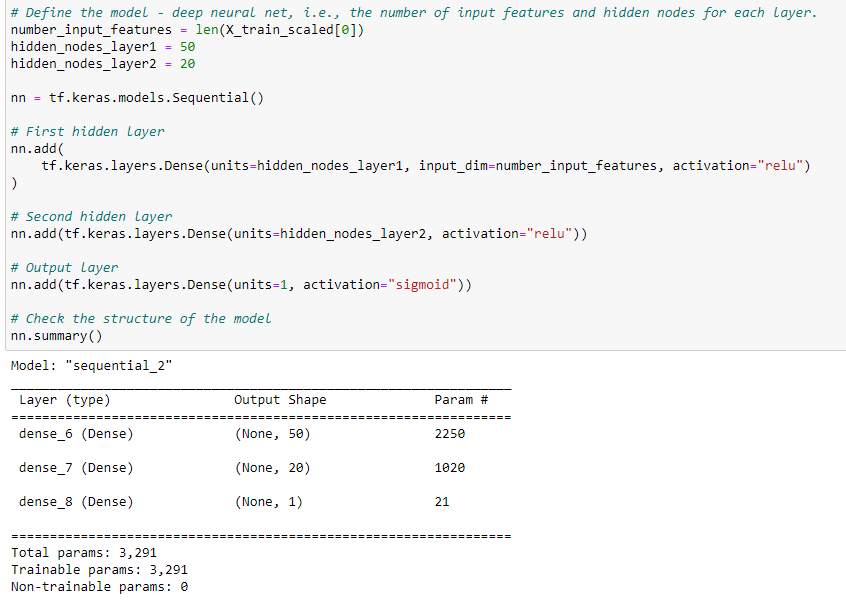 # Define the model - deep neural net, i.e., the number of input features and hidden nodes for each layer.
number_input_features = len(X_train_scaled[0])
hidden_nodes_layer1 = 50
hidden_nodes_layer2 = 20

nn = tf.keras.models.Sequential()

# First hidden layer
nn.add(
    tf.keras.layers.Dense(units=hidden_nodes_layer1, input_dim=number_input_features, activation="relu")
)

# Second hidden layer
nn.add(tf.keras.layers.Dense(units=hidden_nodes_layer2, activation="relu"))

# Output layer
nn.add(tf.keras.layers.Dense(units=1, activation="sigmoid"))

# Check the structure of the model
nn.summary()
Model: "sequential_2"
_________________________________________________________________
 Layer (type)                Output Shape              Param #
=================================================================
 dense_6 (Dense)             (None, 50)                2250

 dense_7 (Dense)             (None, 20)                1020

 dense_8 (Dense)             (None, 1)                 21

=================================================================
Total params: 3,291
Trainable params: 3,291
Non-trainable params: 0